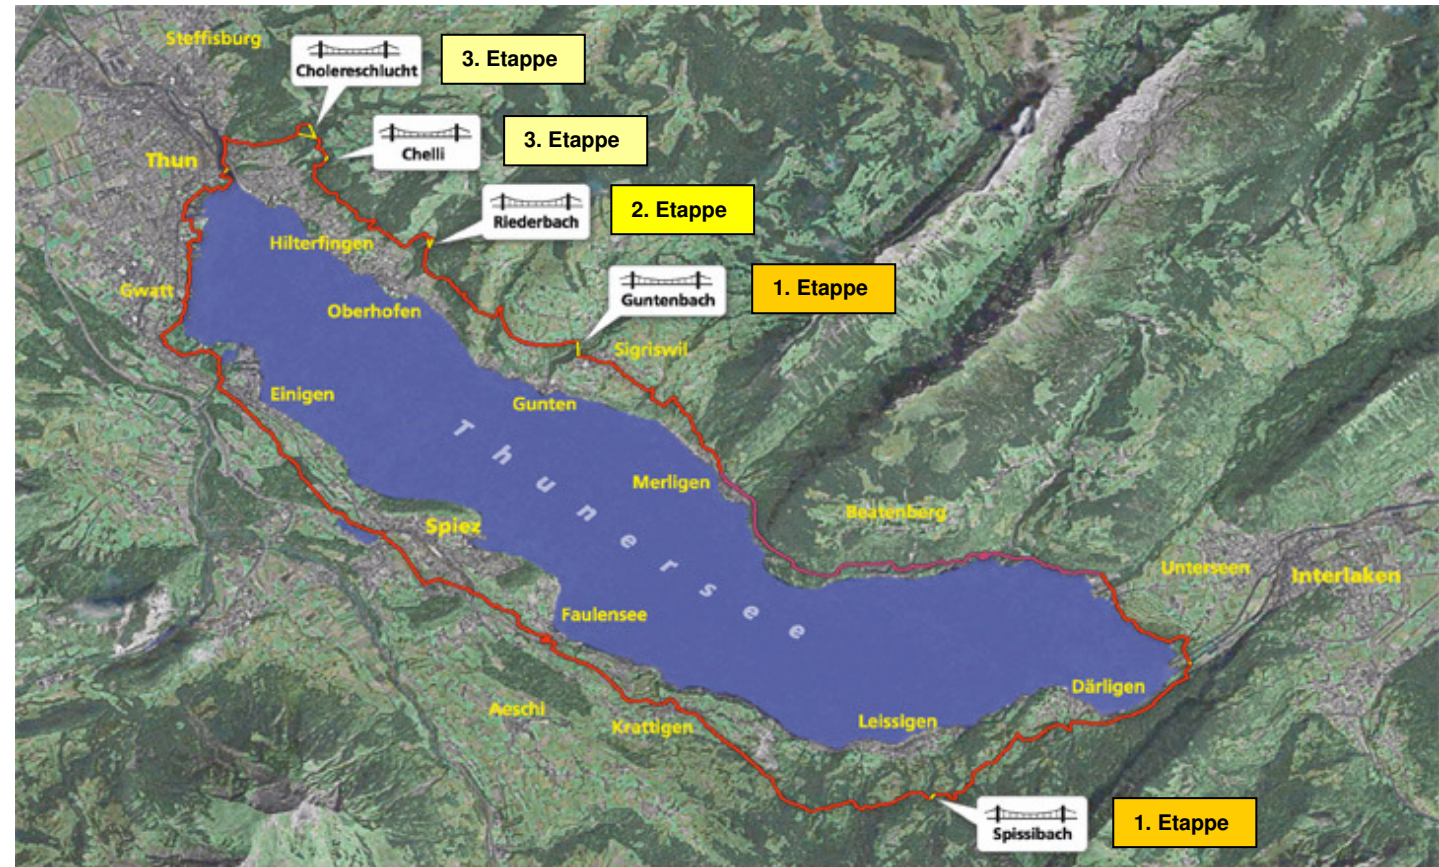 Steffisburg
Cholereschlucht
3. Etappe
Chelli
3. Etappe
Thun
Riederbach
2. Etappe
Hilterfingen
Guntenbach
1. Etappe
Gwatt
Oberhofen
Sigriswil
Einigen
Gunten
Thunersee
Merligen
Beatenberg
Spiez
Unterseen
Interlaken
Faulensee
Därligen
Aeschi
Krattigen
Leissigen
Spissibach
1. Etappe